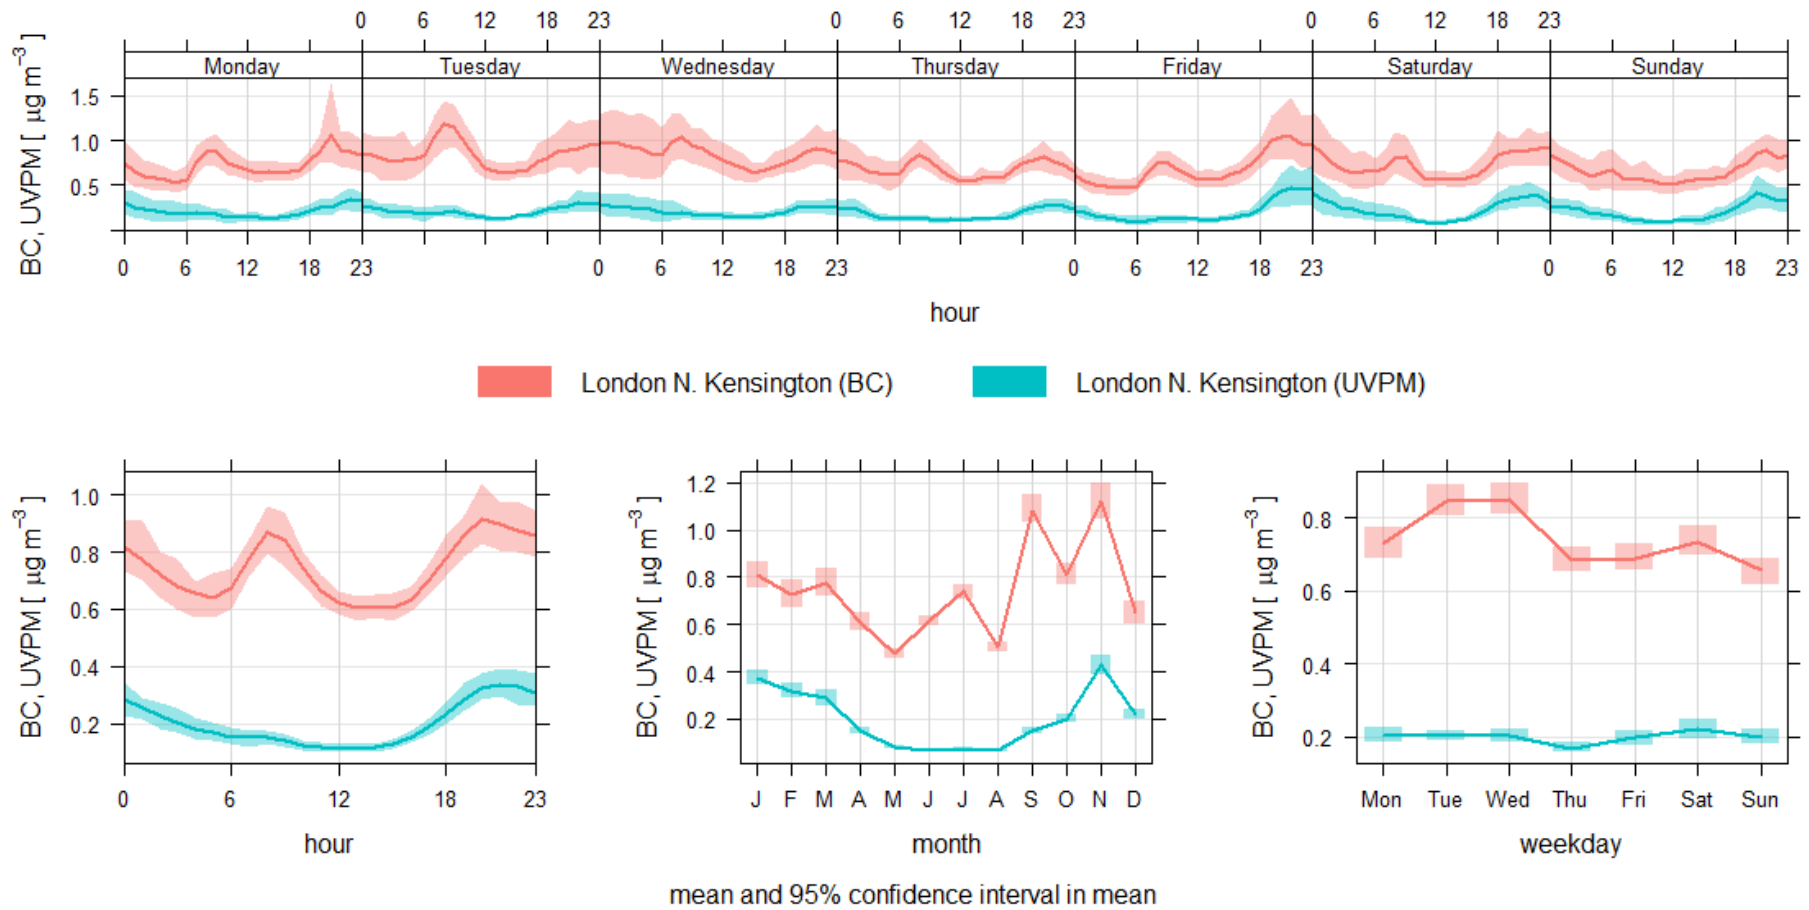 0 6 12 18 23 0 6 12 18 23 0 6 12 18 23
Monday Tuesday Wednesday Thursday Friday Saturday Sunday
BC, UVPM [ µg m⁻³ ]
1.5
1.0
0.5
0 6 12 18 23 0 6 12 18 23 0 6 12 18 23 0 6 12 18 23
hour
London N. Kensington (BC) London N. Kensington (UVPM)
BC, UVPM [ µg m⁻³ ]
1.0
0.8
0.6
0.4
0.2
0 6 12 18 23
hour
BC, UVPM [ µg m⁻³ ]
1.2
1.0
0.8
0.6
0.4
0.2
J F M A M J J A S O N D
month
BC, UVPM [ µg m⁻³ ]
0.8
0.6
0.4
0.2
Mon Tue Wed Thu Fri Sat Sun
weekday
mean and 95% confidence interval in mean